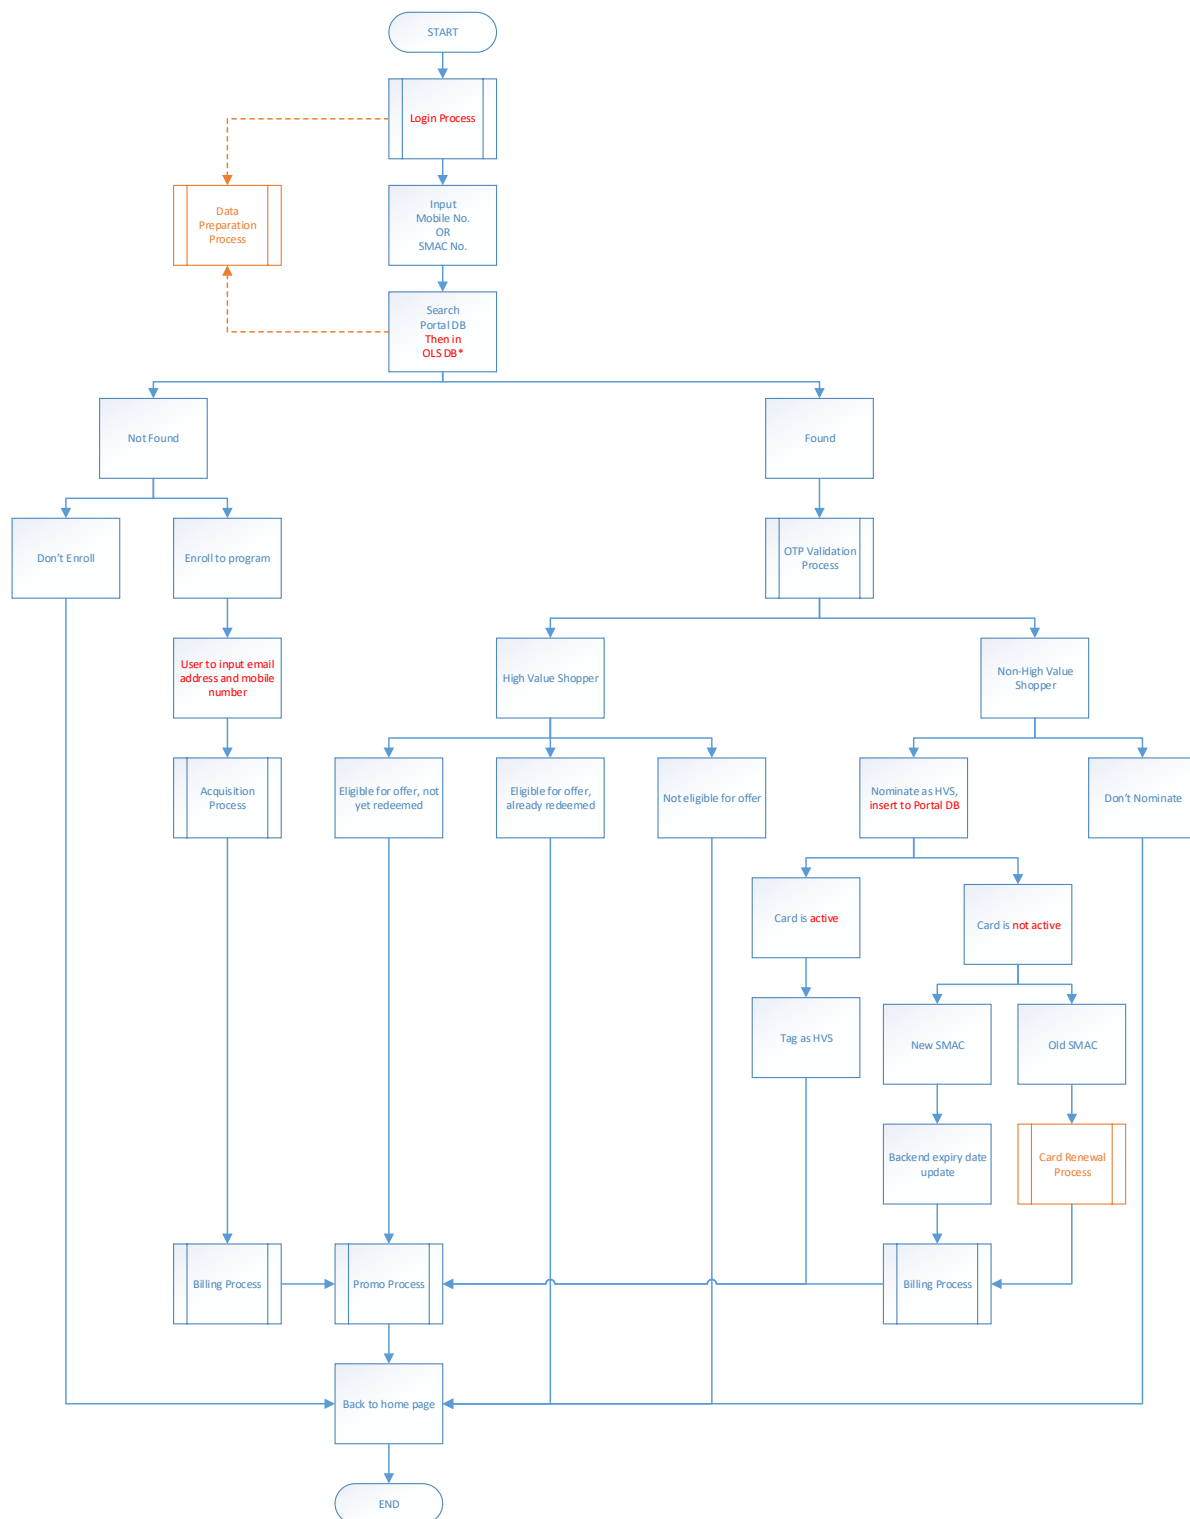 START
Login Process
Data
Preparation
Process
Input
Mobile No.
OR
SMAC No.
Search
Portal DB
Then in
OLS DB*
Not Found
Found
Don't Enroll
Enroll to program
OTP Validation
Process
User to input email
address and mobile
number
High Value Shopper
Non-High Value
Shopper
Acquisition
Process
Eligible for offer, not
yet redeemed
Eligible for offer,
already redeemed
Not eligible for offer
Nominate as HVS,
insert to Portal DB
Don't Nominate
Card is active
Card is not active
Tag as HVS
New SMAC
Old SMAC
Backend expiry date
update
Card Renewal
Process
Billing Process
Promo Process
Billing Process
Back to home page
END